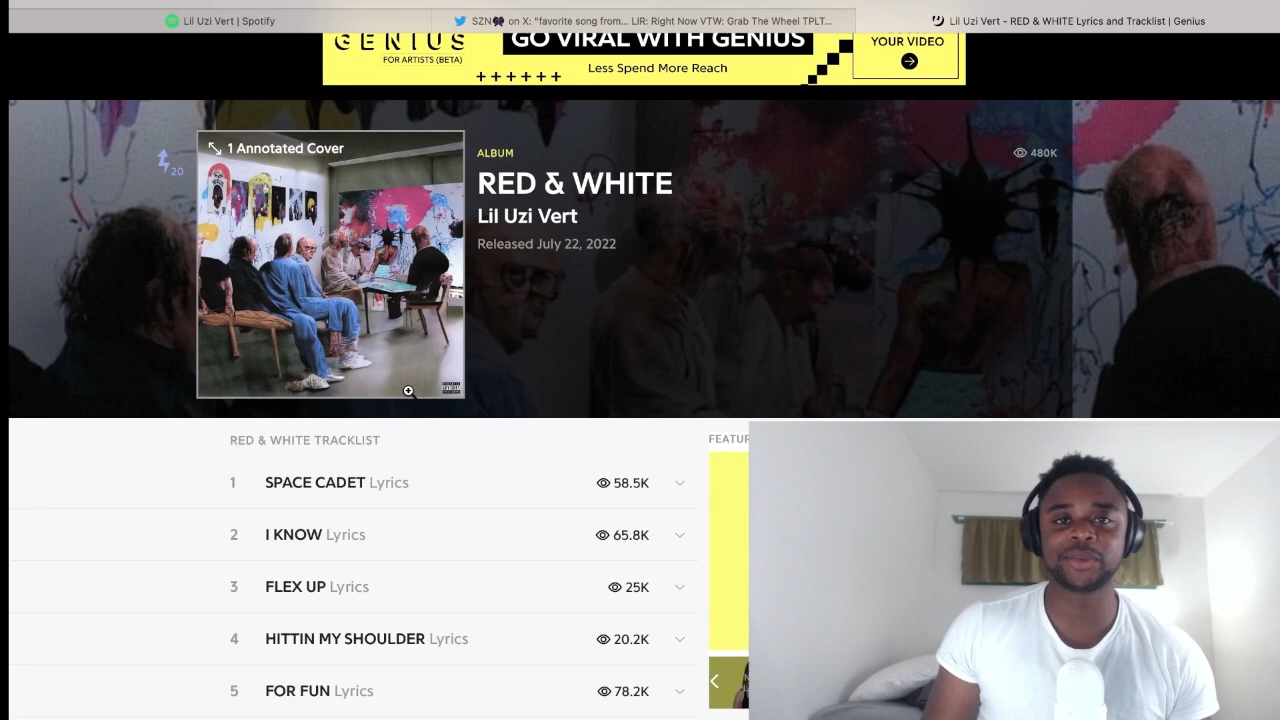 Lil Uzi Vert | Spotify
SZN on X: "favorite song from... LIR: Right Now VTW: Grab The Wheel TPLT...
Lil Uzi Vert - RED & WHITE Lyrics and Tracklist | Genius
GENIUS
FOR ARTISTS (BETA)
GO VIRAL WITH GENIUS
Less Spend More Reach
YOUR VIDEO
20
1 Annotated Cover
ALBUM
480K
RED & WHITE
Lil Uzi Vert
Released July 22, 2022
RED & WHITE TRACKLIST
FEATUR
1 SPACE CADET Lyrics 58.5K
2 I KNOW Lyrics 65.8K
3 FLEX UP Lyrics 25K
4 HITTIN MY SHOULDER Lyrics 20.2K
5 FOR FUN Lyrics 78.2K